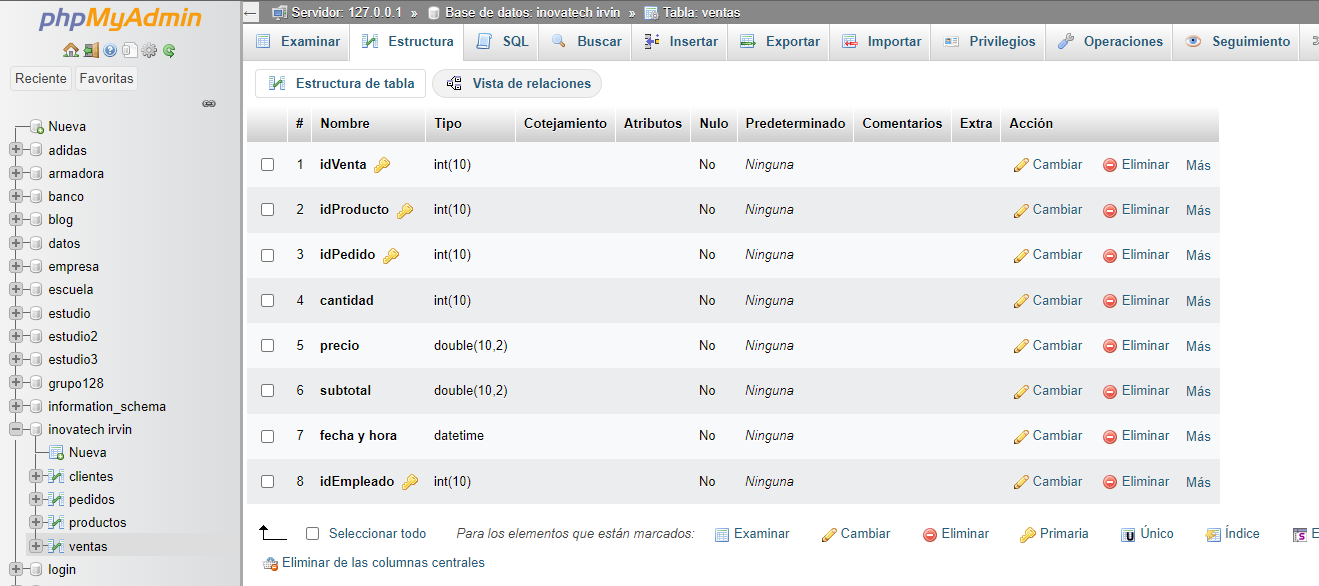 phpMyAdmin
Reciente Favoritas
Nueva
adidas
armadora
banco
blog
datos
empresa
escuela
estudio
estudio2
estudio3
grupo128
information_schema
inovatech irvin
Nueva
clientes
pedidos
productos
ventas
login
Servidor: 127.0.0.1 » Base de datos: inovatech irvin » Tabla: ventas
Examinar Estructura SQL Buscar Insertar Exportar Importar Privilegios Operaciones Seguimiento
Estructura de tabla Vista de relaciones
# Nombre Tipo Cotejamiento Atributos Nulo Predeterminado Comentarios Extra Acción
1 idVenta int(10) No Ninguna Cambiar Eliminar Más
2 idProducto int(10) No Ninguna Cambiar Eliminar Más
3 idPedido int(10) No Ninguna Cambiar Eliminar Más
4 cantidad int(10) No Ninguna Cambiar Eliminar Más
5 precio double(10,2) No Ninguna Cambiar Eliminar Más
6 subtotal double(10,2) No Ninguna Cambiar Eliminar Más
7 fecha y hora datetime No Ninguna Cambiar Eliminar Más
8 idEmpleado int(10) No Ninguna Cambiar Eliminar Más
Seleccionar todo Para los elementos que están marcados: Examinar Cambiar Eliminar Primaria Único Índice E
Eliminar de las columnas centrales